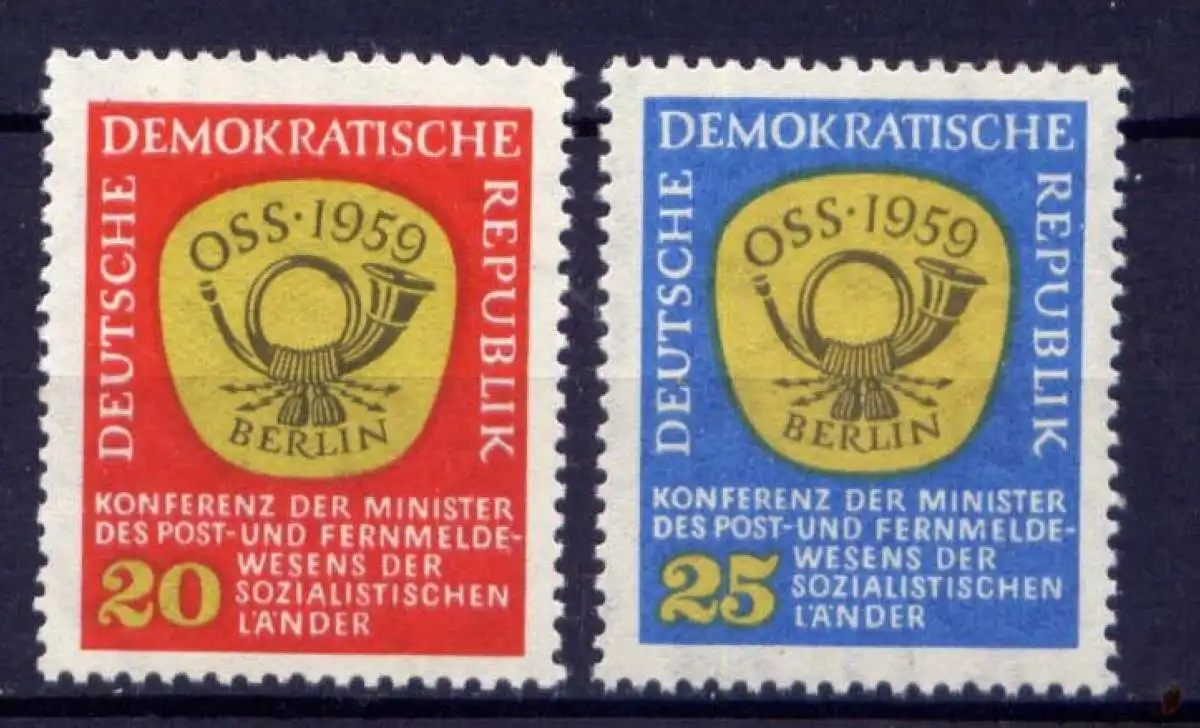 DEUTSCHE
DEMOKRATISCHE
REPUBLIK
OSS·1959
BERLIN
KONFERENZ DER MINISTER
DES POST-UND FERNMELDE-
WESENS DER
SOZIALISTISCHEN
LÄNDER
20
DEUTSCHE
DEMOKRATISCHE
REPUBLIK
OSS·1959
BERLIN
KONFERENZ DER MINISTER
DES POST-UND FERNMELDE-
WESENS DER
SOZIALISTISCHEN
LÄNDER
25